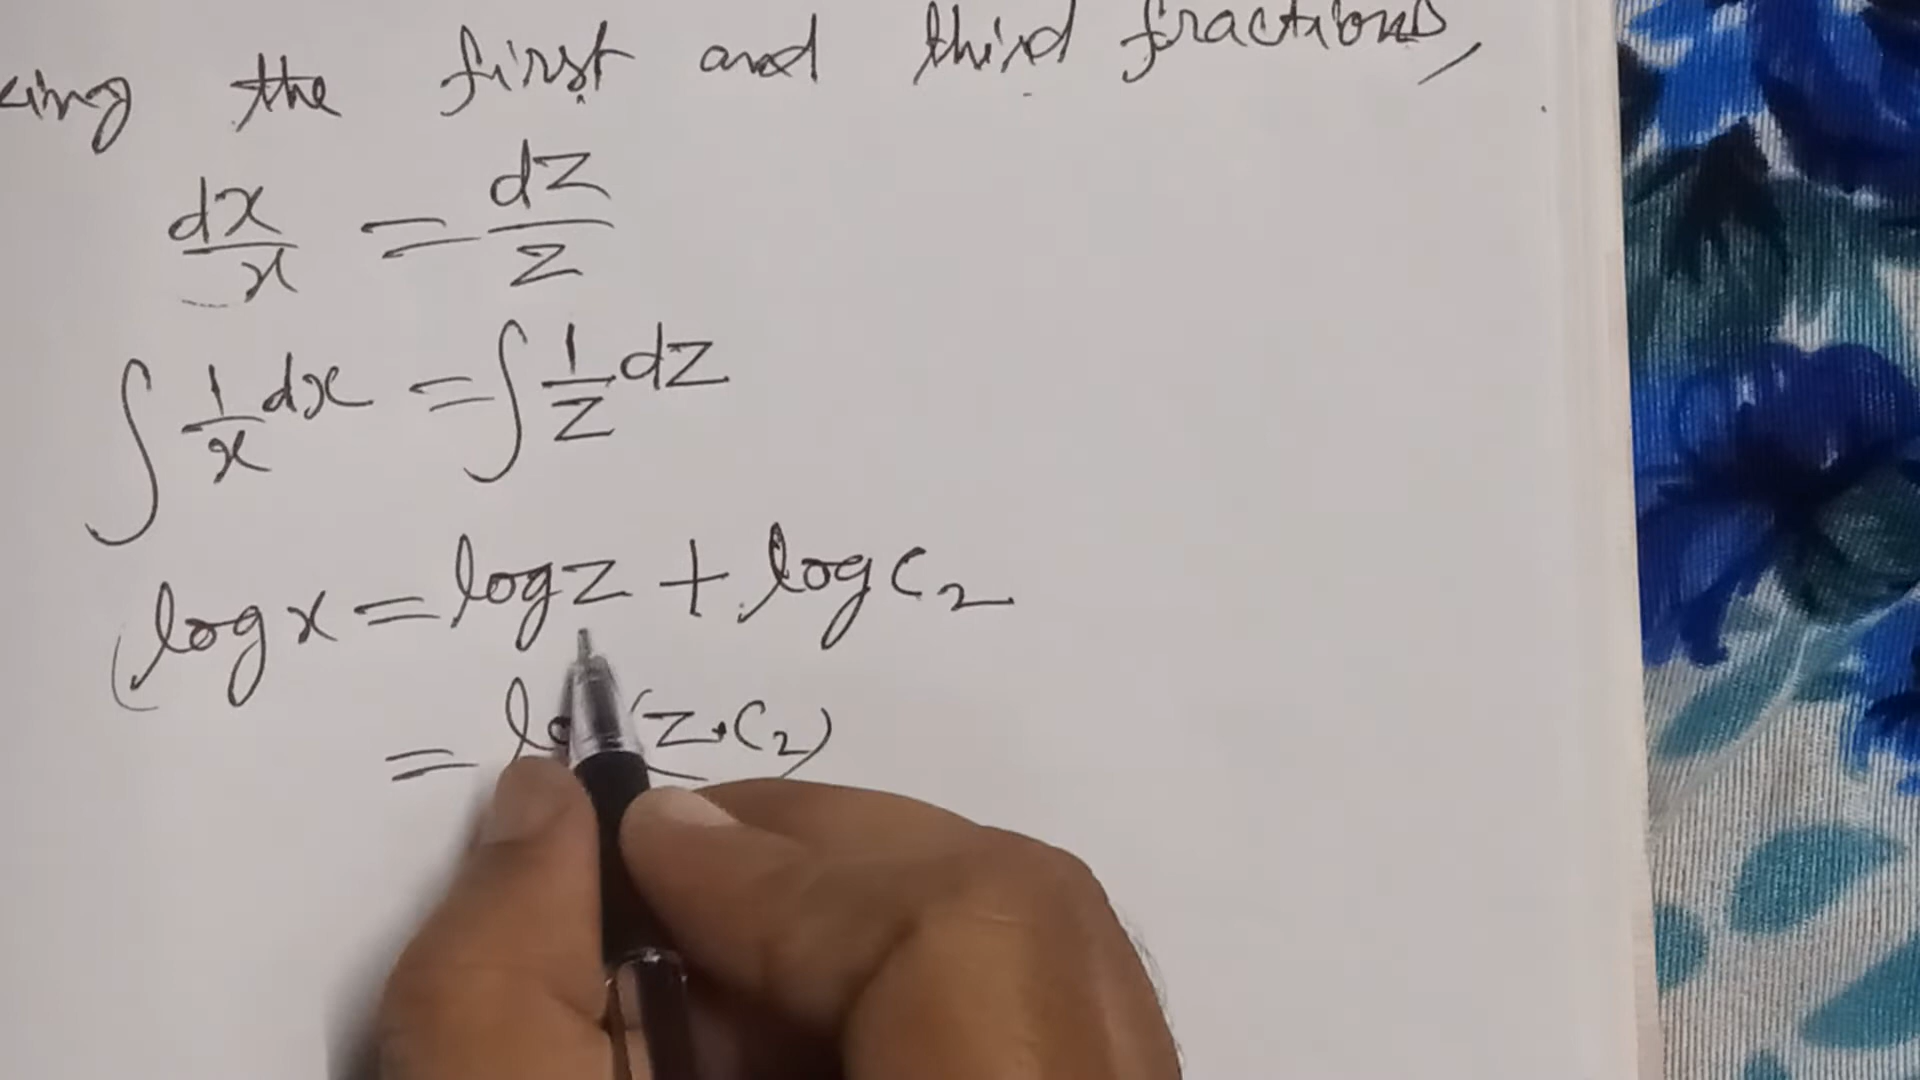 the first and third fractions,
dx/x = dz/z
∫ 1/x dx = ∫ 1/z dz
log x = log z + log c₂
= (z·c₂)